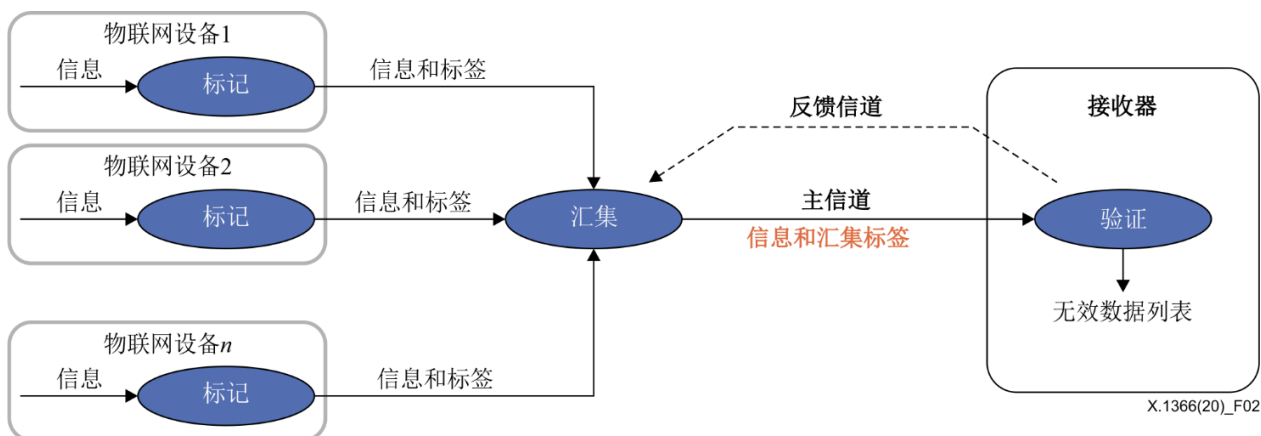 物联网设备1
信息
标记
信息和标签
物联网设备2
信息
标记
信息和标签
物联网设备n
信息
标记
信息和标签
汇集
反馈信道
主信道
信息和汇集标签
接收器
验证
无效数据列表
X.1366(20)_F02